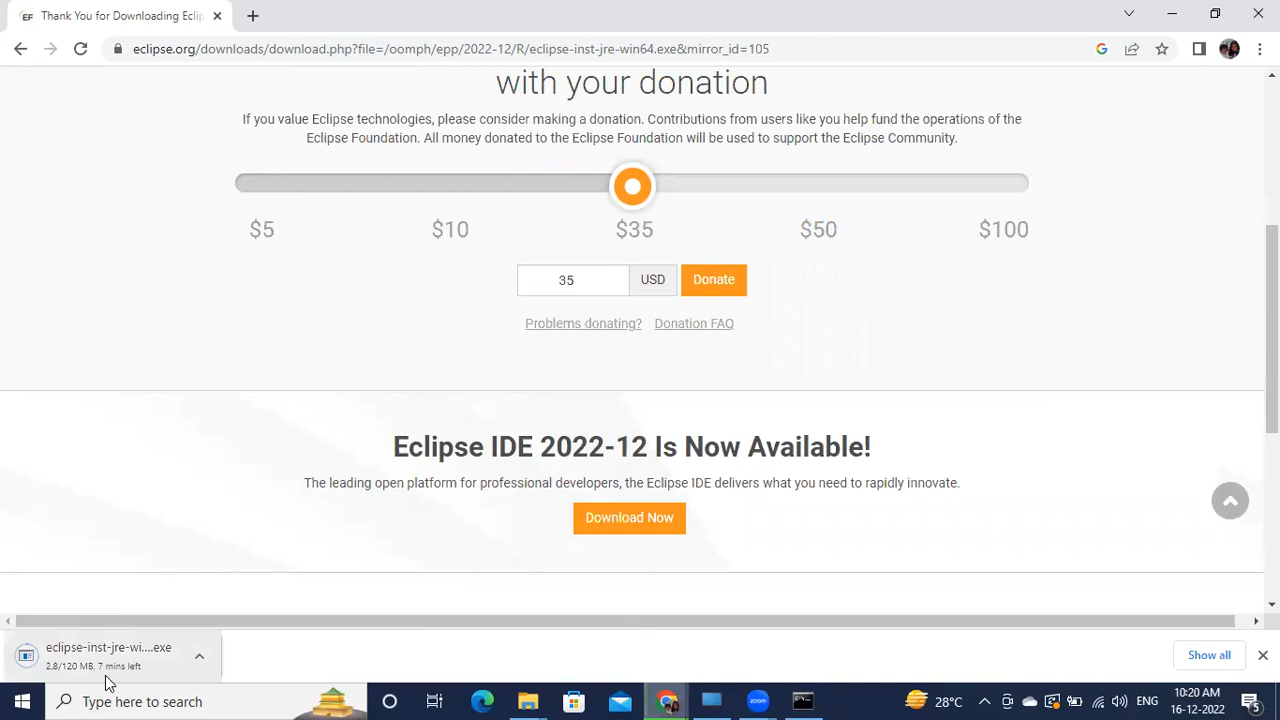 Thank You for Downloading Eclip
eclipse.org/downloads/download.php?file=/oomph/epp/2022-12/R/eclipse-inst-jre-win64.exe&mirror_id=105
with your donation
If you value Eclipse technologies, please consider making a donation. Contributions from users like you help fund the operations of the
Eclipse Foundation. All money donated to the Eclipse Foundation will be used to support the Eclipse Community.
$5 $10 $35 $50 $100
35 USD Donate
Problems donating? Donation FAQ
Eclipse IDE 2022-12 Is Now Available!
The leading open platform for professional developers, the Eclipse IDE delivers what you need to rapidly innovate.
Download Now
eclipse-inst-jre-wi....exe
2.8/120 MB, 7 mins left
Show all
Type here to search
zoom
28°C
ENG
10:20 AM
16-12-2022
5